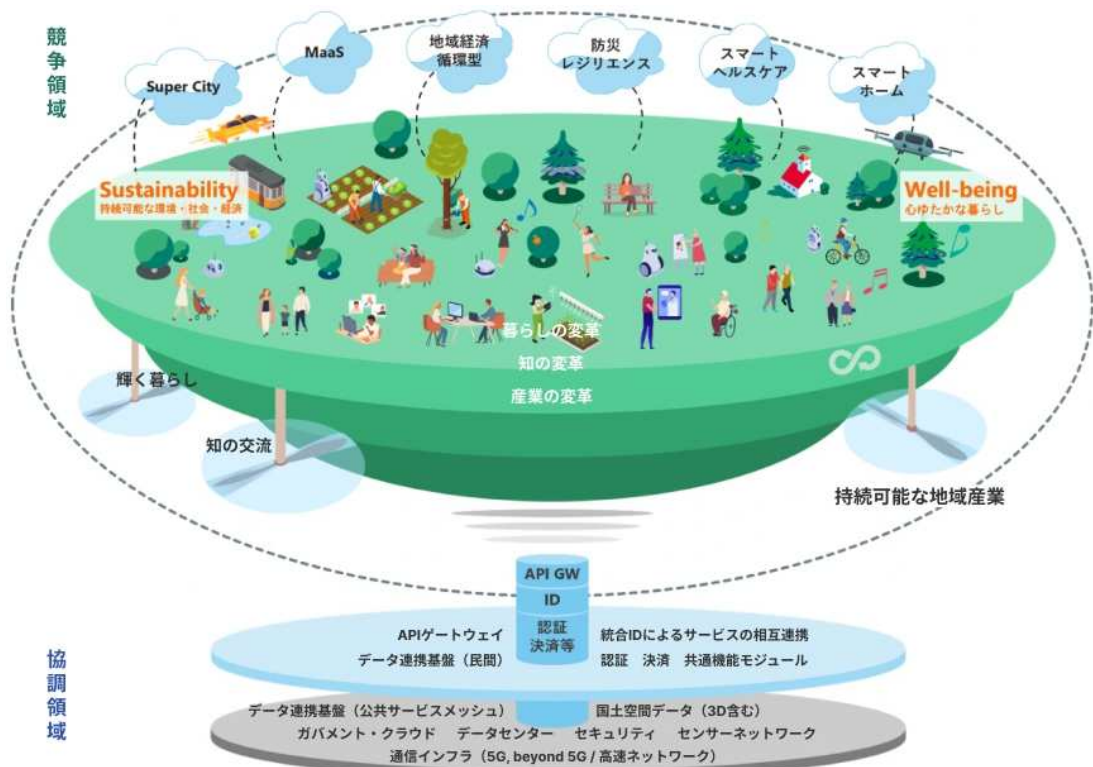 競争領域
Super City
MaaS
地域経済
循環型
防災
レジリエンス
スマート
ヘルスケア
スマート
ホーム
Sustainability
持続可能な環境・社会・経済
Well-being
心ゆたかな暮らし
暮らしの変革
知の変革
産業の変革
輝く暮らし
知の交流
持続可能な地域産業
API GW
ID
認証
決済等
協調領域
APIゲートウェイ 統合IDによるサービスの相互連携
データ連携基盤（民間） 認証 決済 共通機能モジュール
データ連携基盤（公共サービスメッシュ） 国土空間データ（3D含む）
ガバメント・クラウド データセンター セキュリティ センサーネットワーク
通信インフラ（5G, beyond 5G / 高速ネットワーク）